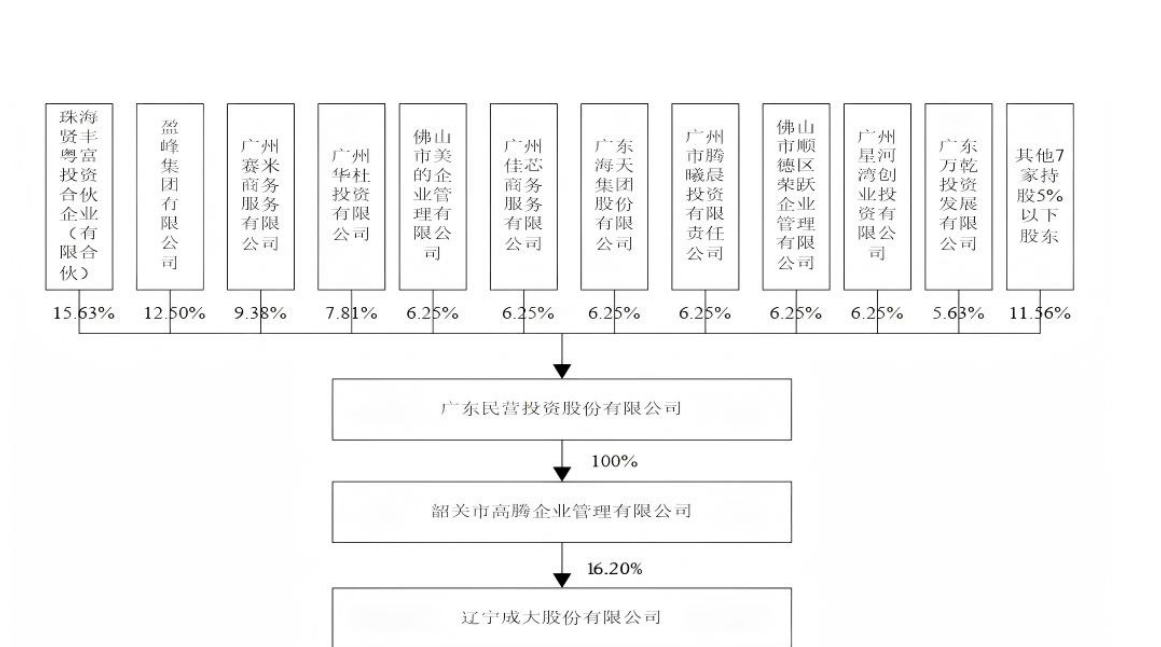 珠海
贤丰
粤富
投资
合伙
企业
（有
限合
伙）
盈
峰
集
团
有
限
公
司
广州
赛米
商务
服务
有限
公司
广州
华杜
投资
有限
公司
佛山
市美
的企
业管
理有
限公
司
广州
佳芯
商务
服务
有限
公司
广东
海天
集团
股份
有限
公司
广州
市腾
曦晨
投资
有限
责任
公司
佛山
市顺
德区
荣跃
企业
管理
有限
公司
广州
星河
湾创
业投
资有
限公
司
广东
万乾
投资
发展
有限
公司
其他7
家持
股5%
以下
股东
15.63%
12.50%
9.38%
7.81%
6.25%
6.25%
6.25%
6.25%
6.25%
6.25%
5.63%
11.56%
广东民营投资股份有限公司
100%
韶关市高腾企业管理有限公司
16.20%
辽宁成大股份有限公司